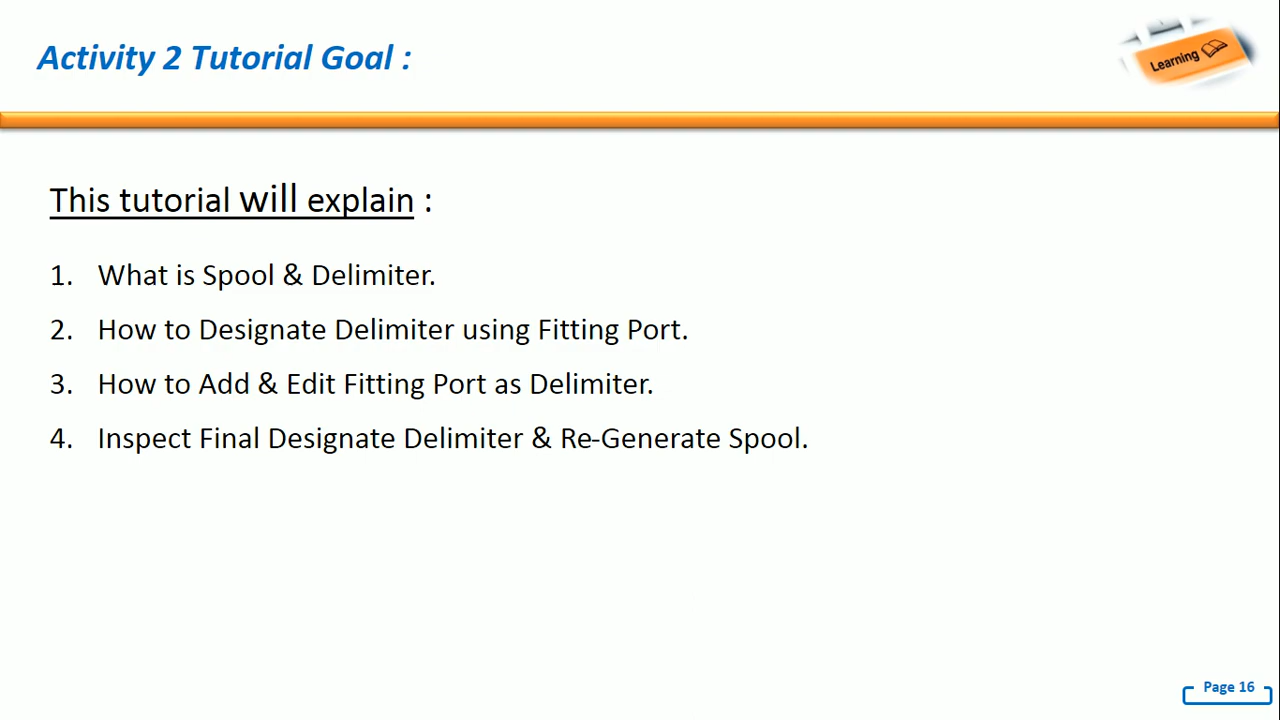 Activity 2 Tutorial Goal :
Learning
This tutorial will explain :
1. What is Spool & Delimiter.
2. How to Designate Delimiter using Fitting Port.
3. How to Add & Edit Fitting Port as Delimiter.
4. Inspect Final Designate Delimiter & Re-Generate Spool.
Page 16